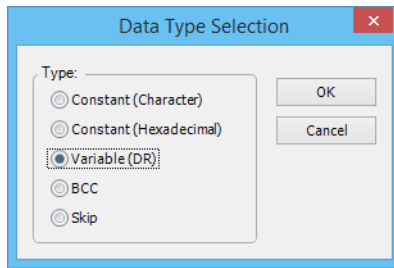 Data Type Selection
Type:
Constant (Character)
Constant (Hexadecimal)
Variable (DR)
BCC
Skip
OK
Cancel